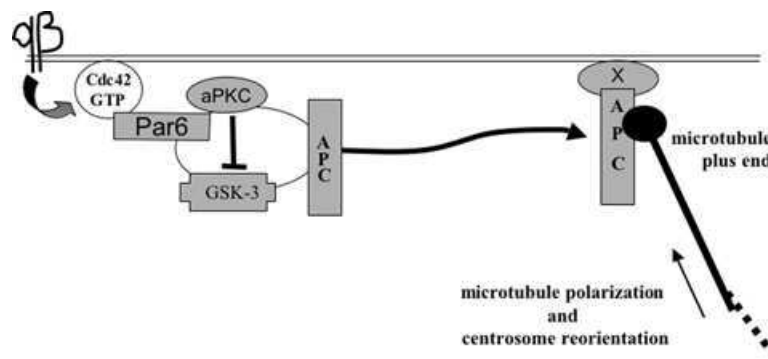 αβ
Cdc42
GTP
aPKC
Par6
GSK-3
A
P
C
X
A
P
C
microtubule
plus end
microtubule polarization
and
centrosome reorientation